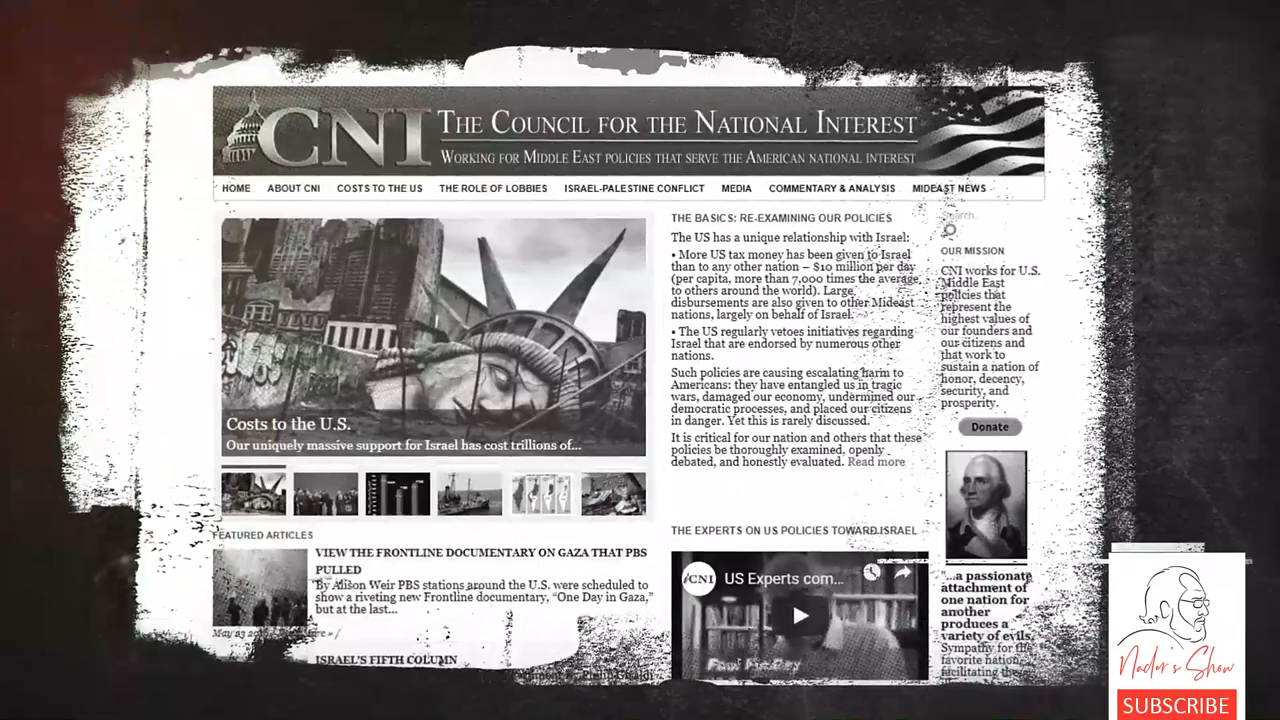 CNI
THE COUNCIL FOR THE NATIONAL INTEREST
WORKING FOR MIDDLE EAST POLICIES THAT SERVE THE AMERICAN NATIONAL INTEREST
HOME ABOUT CNI COSTS TO THE US THE ROLE OF LOBBIES ISRAEL-PALESTINE CONFLICT MEDIA COMMENTARY & ANALYSIS MIDEAST NEWS
Costs to the U.S.
Our uniquely massive support for Israel has cost trillions of...
FEATURED ARTICLES
VIEW THE FRONTLINE DOCUMENTARY ON GAZA THAT PBS
PULLED
By Alison Weir PBS stations around the U.S. were scheduled to
show a riveting new Frontline documentary, “One Day in Gaza,”
but at the last...
May 23
ISRAEL'S FIFTH COLUMN
THE BASICS: RE-EXAMINING OUR POLICIES
The US has a unique relationship with Israel:
• More US tax money has been given to Israel
than to any other nation – $10 million per day
(per capita, more than 7,000 times the average
to others around the world). Large
disbursements are also given to other Mideast
nations, largely on behalf of Israel.
• The US regularly vetoes initiatives regarding
Israel that are endorsed by numerous other
nations.
Such policies are causing escalating harm to
Americans: they have entangled us in tragic
wars, damaged our economy, undermined our
democratic processes, and placed our citizens
in danger. Yet this is rarely discussed.
It is critical for our nation and others that these
policies be thoroughly examined, openly
debated, and honestly evaluated. Read more
THE EXPERTS ON US POLICIES TOWARD ISRAEL
CNI US Experts com...
Search
OUR MISSION
CNI works for U.S.
Middle East
policies that
represent the
highest values of
our founders and
our citizens and
that work to
sustain a nation of
honor, decency,
security, and
prosperity.
Donate
"...a passionate
attachment of
one nation for
another
produces a
variety of evils.
Sympathy for the
favorite nation,
facilitating the
Nader's Show
SUBSCRIBE